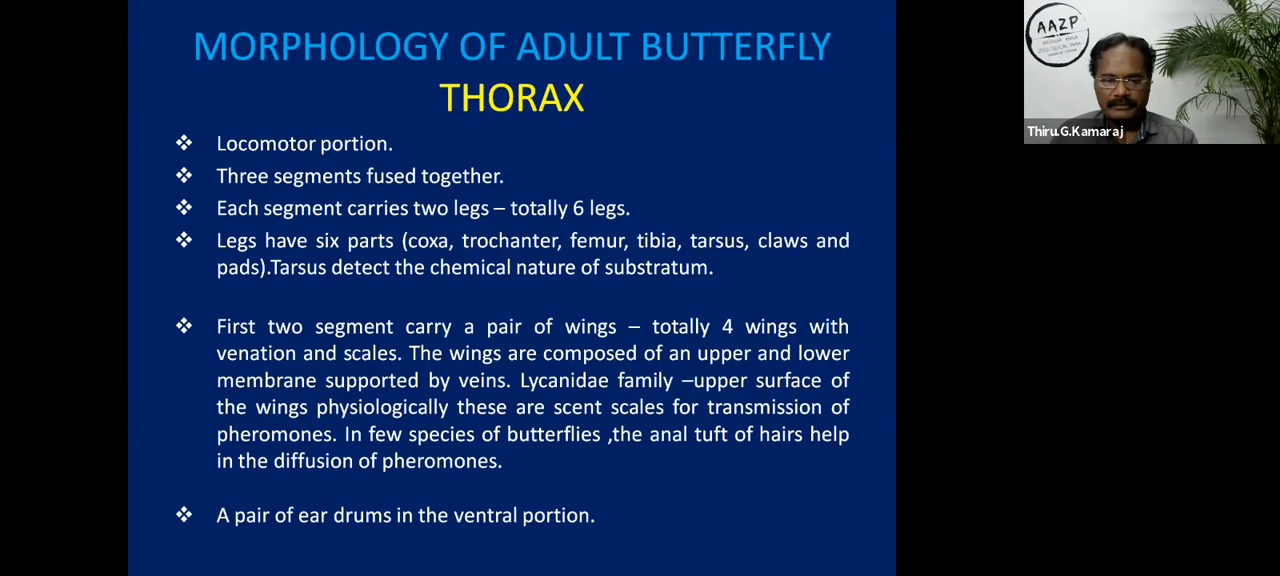 MORPHOLOGY OF ADULT BUTTERFLY
THORAX
❖ Locomotor portion.
❖ Three segments fused together.
❖ Each segment carries two legs – totally 6 legs.
❖ Legs have six parts (coxa, trochanter, femur, tibia, tarsus, claws and
pads).Tarsus detect the chemical nature of substratum.
❖ First two segment carry a pair of wings – totally 4 wings with
venation and scales. The wings are composed of an upper and lower
membrane supported by veins. Lycanidae family –upper surface of
the wings physiologically these are scent scales for transmission of
pheromones. In few species of butterflies ,the anal tuft of hairs help
in the diffusion of pheromones.
❖ A pair of ear drums in the ventral portion.
AAZP
ZOOLOGICAL PARK
Thiru.G.Kamaraj